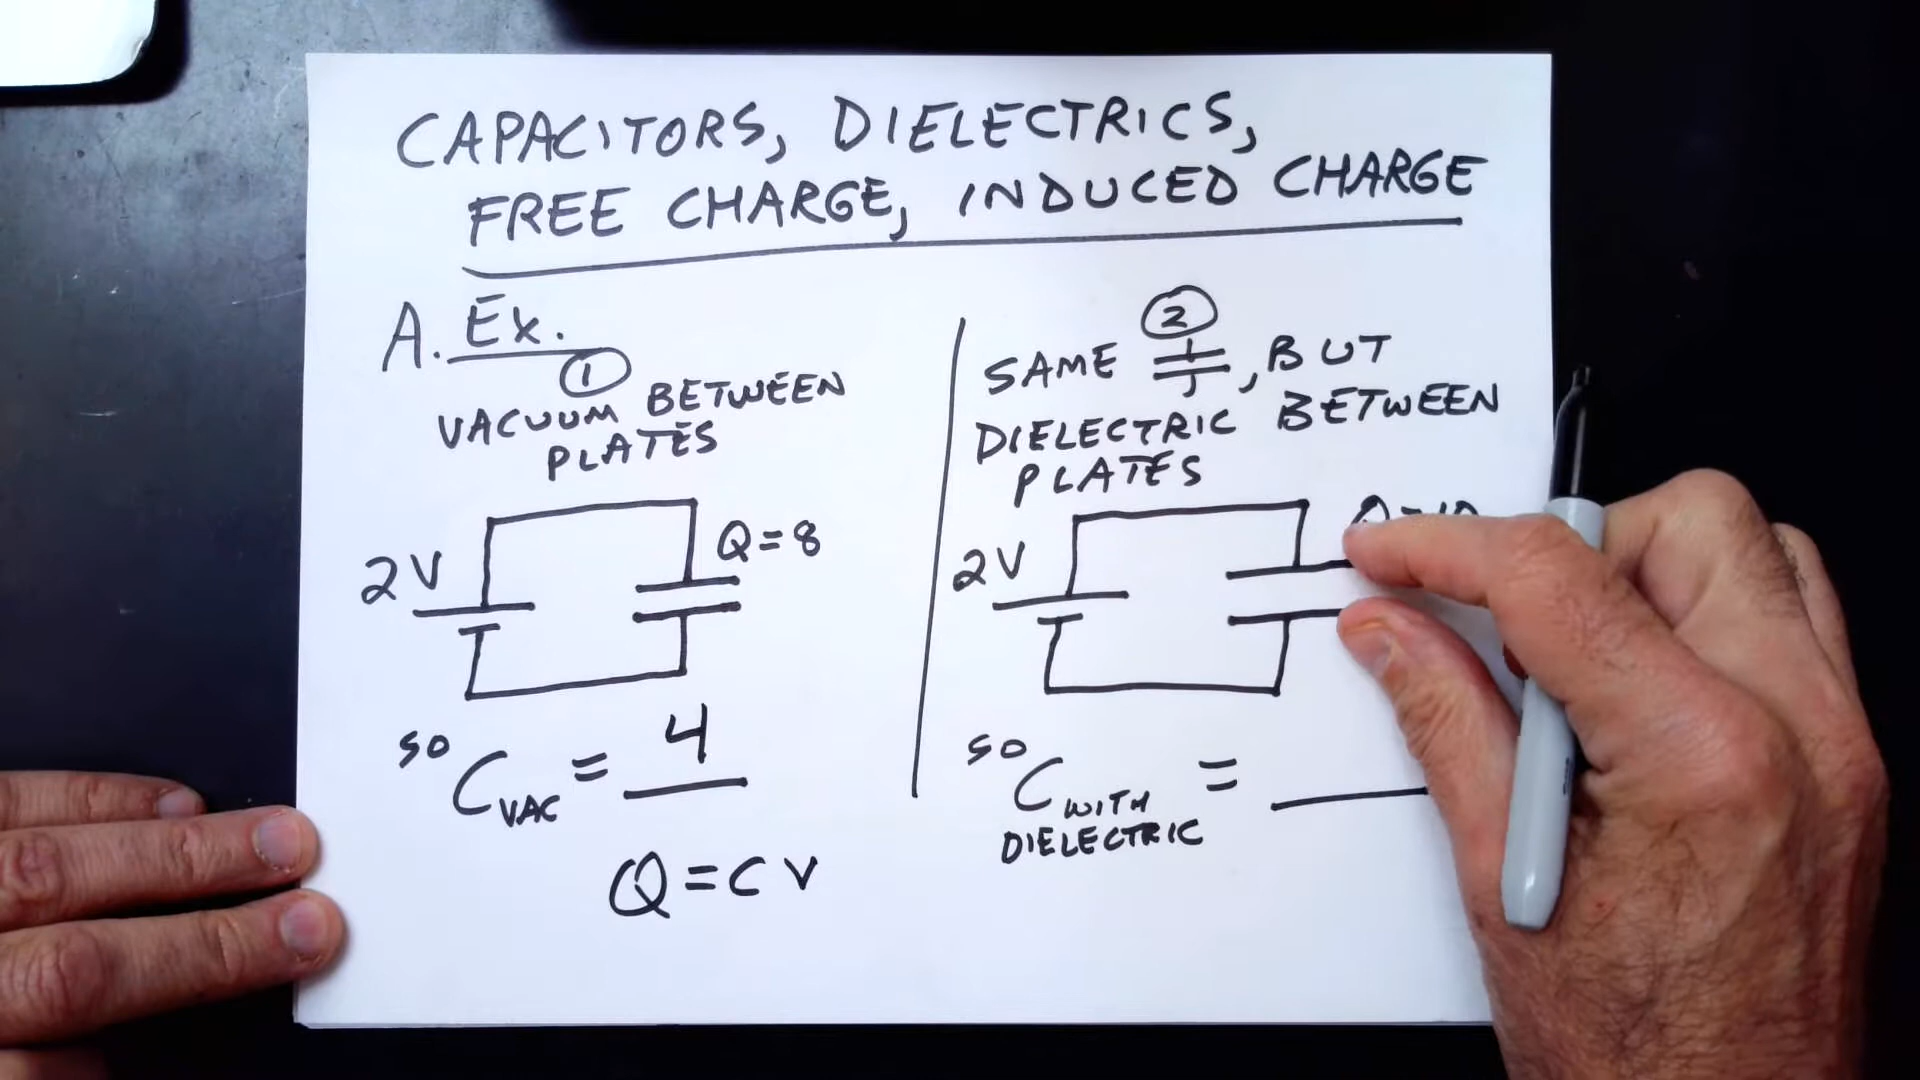 CAPACITORS, DIELECTRICS,
FREE CHARGE, INDUCED CHARGE
A. Ex.
1
VACUUM BETWEEN
PLATES
2V
Q=8
so CVAC = 4
Q=CV
2
SAME , BUT
DIELECTRIC BETWEEN
PLATES
2V
so CWITH =
DIELECTRIC